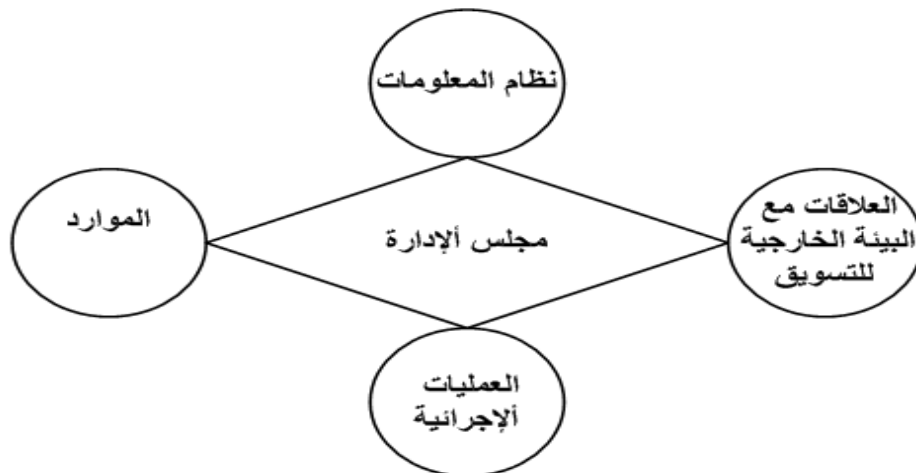 نظام المعلومات
العلاقات مع
البيئة الخارجية
للتسويق
مجلس ألإدارة
الموارد
العمليات
ألإجرائية